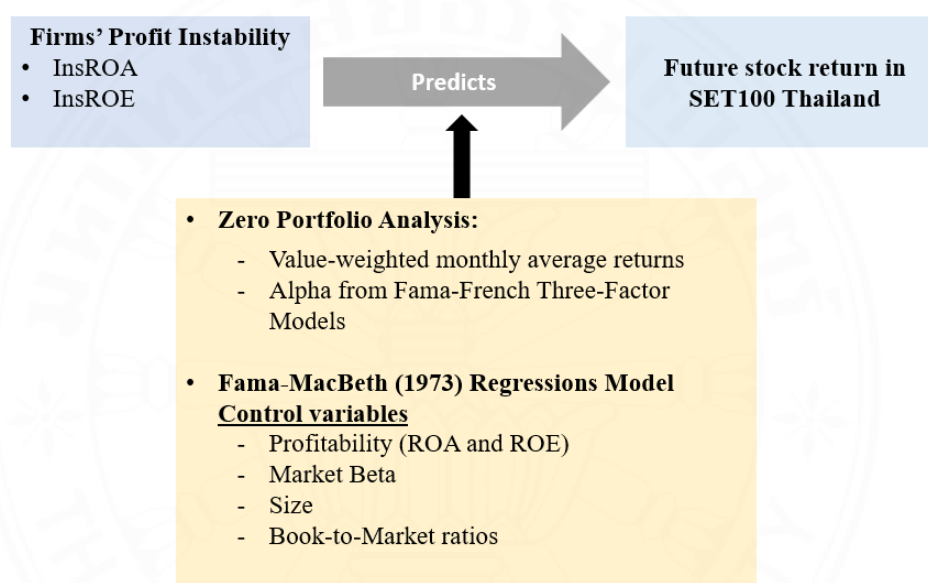 Firms' Profit Instability
• InsROA
• InsROE
Predicts
Future stock return in
SET100 Thailand
• Zero Portfolio Analysis:
- Value-weighted monthly average returns
- Alpha from Fama-French Three-Factor
Models
• Fama-MacBeth (1973) Regressions Model
Control variables
- Profitability (ROA and ROE)
- Market Beta
- Size
- Book-to-Market ratios